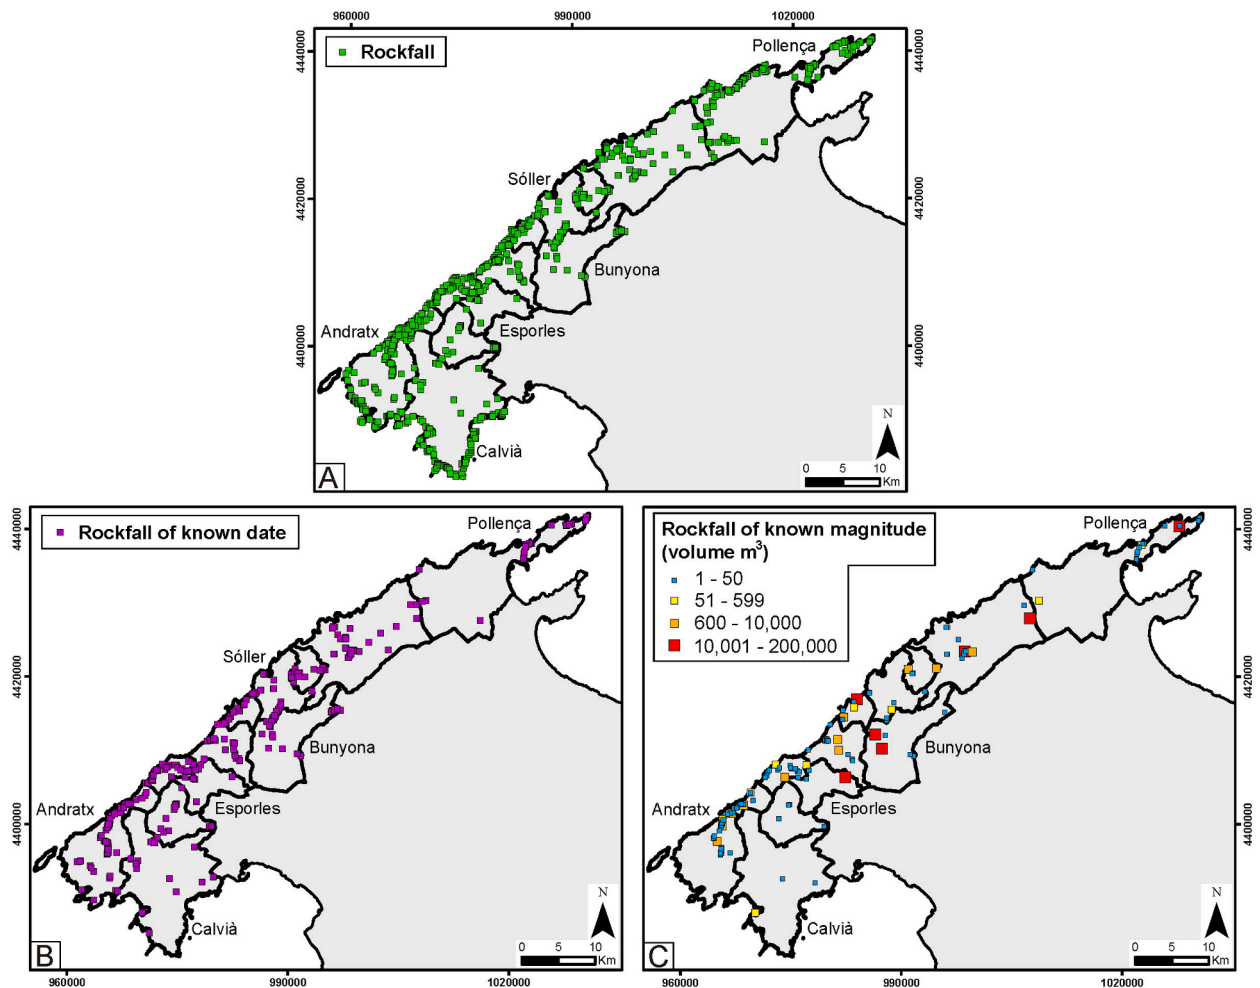 960000
990000
1020000
4440000
4440000
Rockfall
Pollença
4420000
4420000
Sóller
Bunyona
4400000
4400000
Andratx
Esporles
Calvià
N
0 5 10
Km
A
Rockfall of known date
Pollença
4440000
Sóller
4420000
Bunyona
Andratx
Esporles
4400000
Calvià
N
0 5 10
Km
B
960000
990000
1020000
Rockfall of known magnitude
(volume m³)
1 - 50
51 - 599
600 - 10,000
10,001 - 200,000
Pollença
4440000
4420000
Bunyona
Andratx
Esporles
4400000
Calvià
N
0 5 10
Km
C
960000
990000
1020000